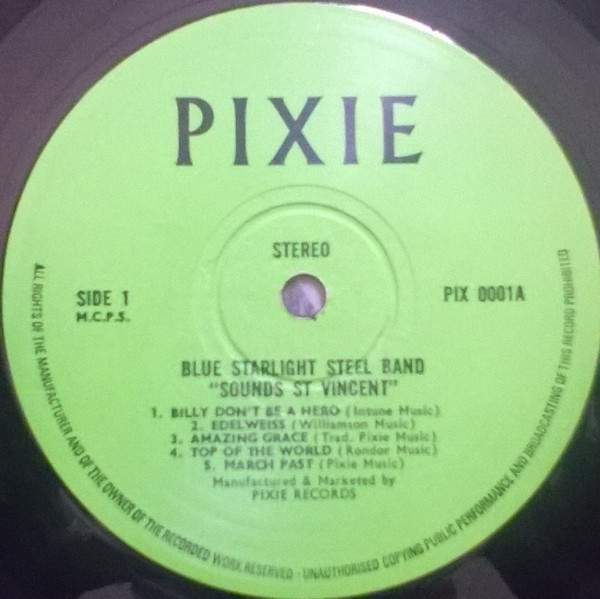 PIXIE
STEREO
SIDE 1
M.C.P.S.
PIX 0001A
BLUE STARLIGHT STEEL BAND
"SOUNDS ST VINCENT"
1. BILLY DON'T BE A HERO (Intune Music)
2. EDELWEISS (Williamson Music)
3. AMAZING GRACE (Trad. Pixie Music)
4. TOP OF THE WORLD (Rondor Music)
5. MARCH PAST (Pixie Music)
Manufactured & Marketed by
PIXIE RECORDS
ALL RIGHTS OF THE MANUFACTURER AND OF THE OWNER OF THE RECORDED WORK RESERVED - UNAUTHORISED COPYING PUBLIC PERFORMANCE AND BROADCASTING OF THIS RECORD PROHIBITED